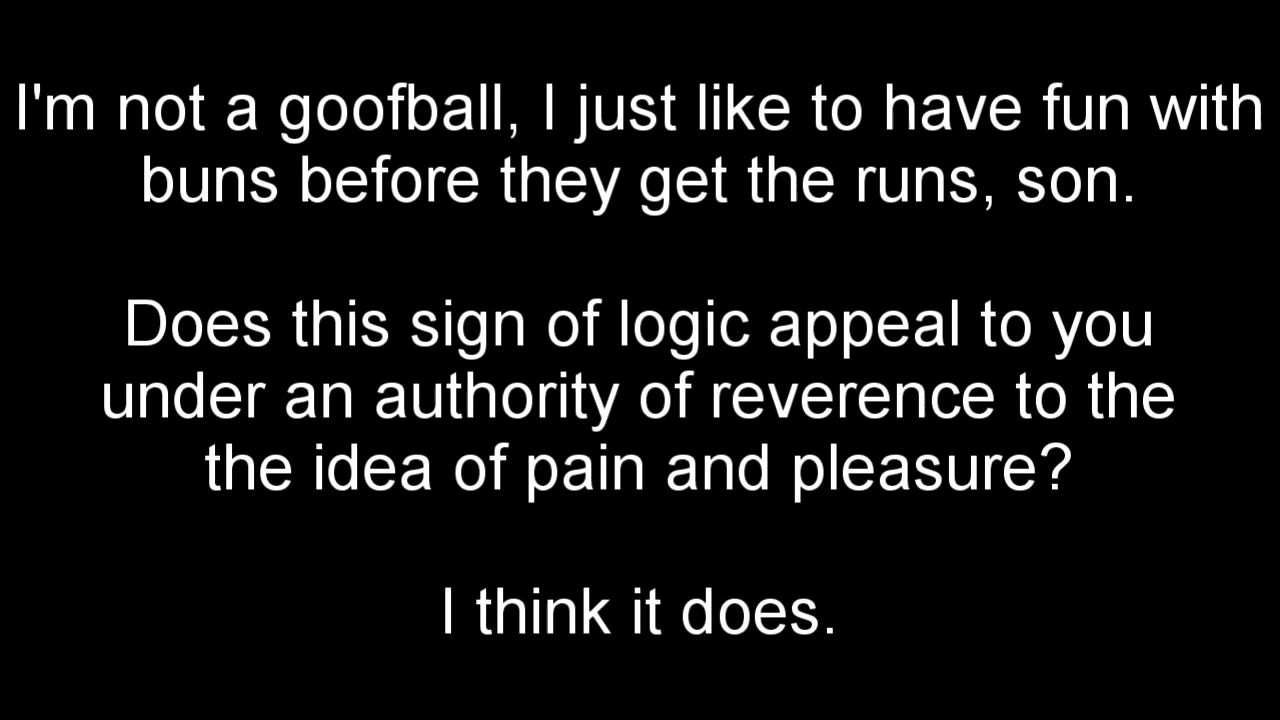 I'm not a goofball, I just like to have fun with
buns before they get the runs, son.
Does this sign of logic appeal to you
under an authority of reverence to the
the idea of pain and pleasure?
I think it does.